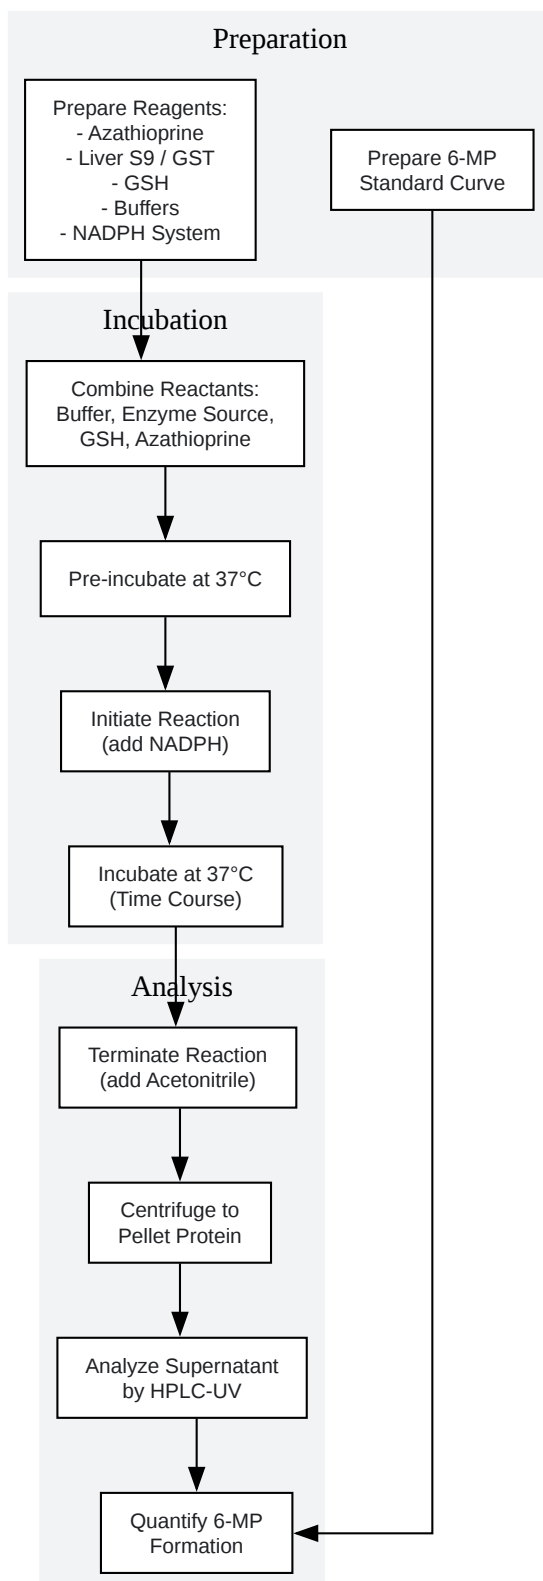 Preparation
Prepare Reagents:
- Azathioprine
- Liver S9 / GST
- GSH
- Buffers
- NADPH System
Prepare 6-MP
Standard Curve
Incubation
Combine Reactants:
Buffer, Enzyme Source,
GSH, Azathioprine
Pre-incubate at 37°C
Initiate Reaction
(add NADPH)
Incubate at 37°C
(Time Course)
Analysis
Terminate Reaction
(add Acetonitrile)
Centrifuge to
Pellet Protein
Analyze Supernatant
by HPLC-UV
Quantify 6-MP
Formation